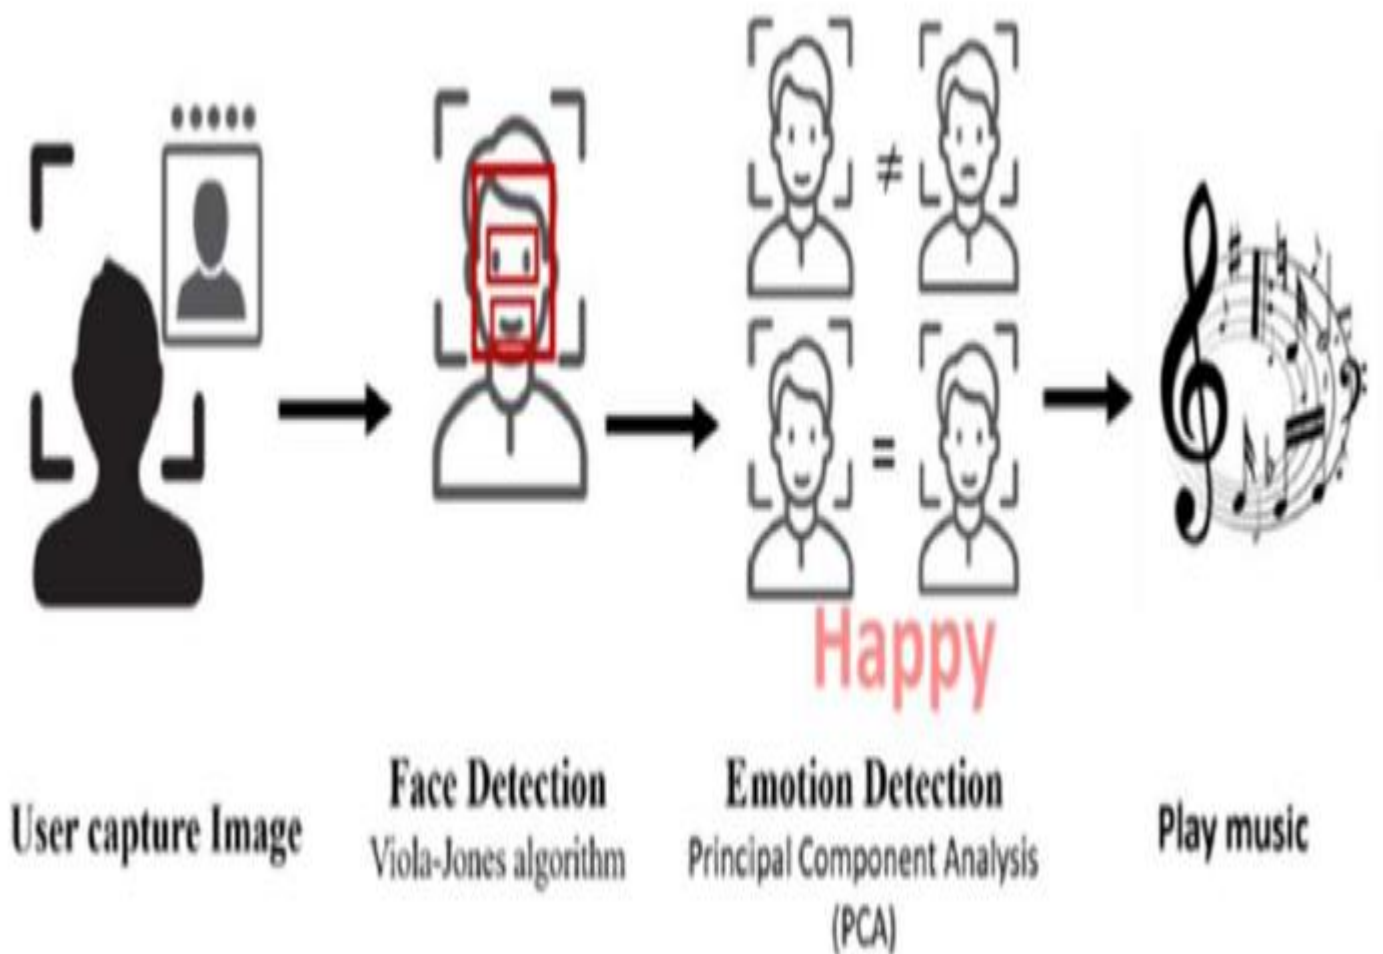 ≠
=
Happy
User capture Image
Face Detection
Viola-Jones algorithm
Emotion Detection
Principal Component Analysis
(PCA)
Play music